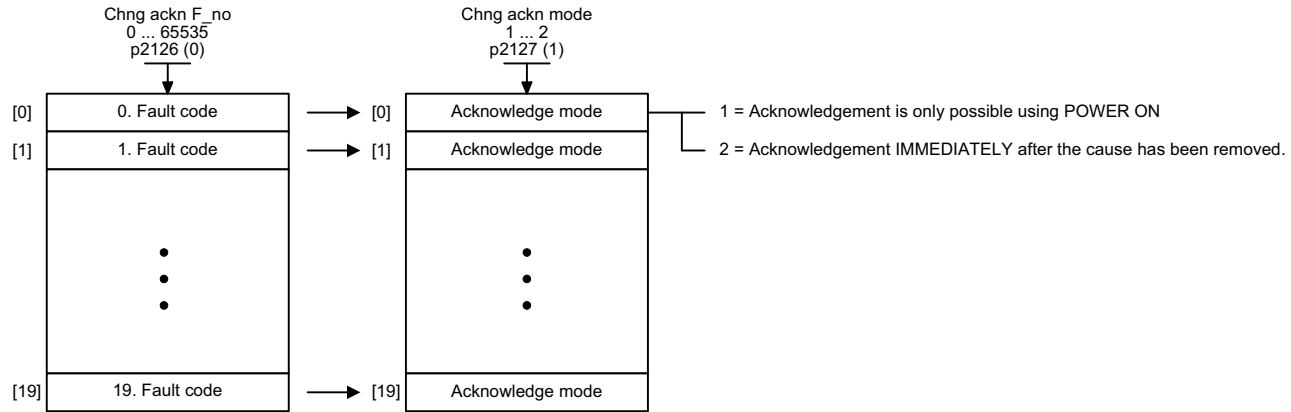 Chng ackn F_no
0 ... 65535
p2126 (0)
Chng ackn mode
1 ... 2
p2127 (1)
[0] 0. Fault code [0] Acknowledge mode 1 = Acknowledgement is only possible using POWER ON
[1] 1. Fault code [1] Acknowledge mode 2 = Acknowledgement IMMEDIATELY after the cause has been removed.
[19] 19. Fault code [19] Acknowledge mode